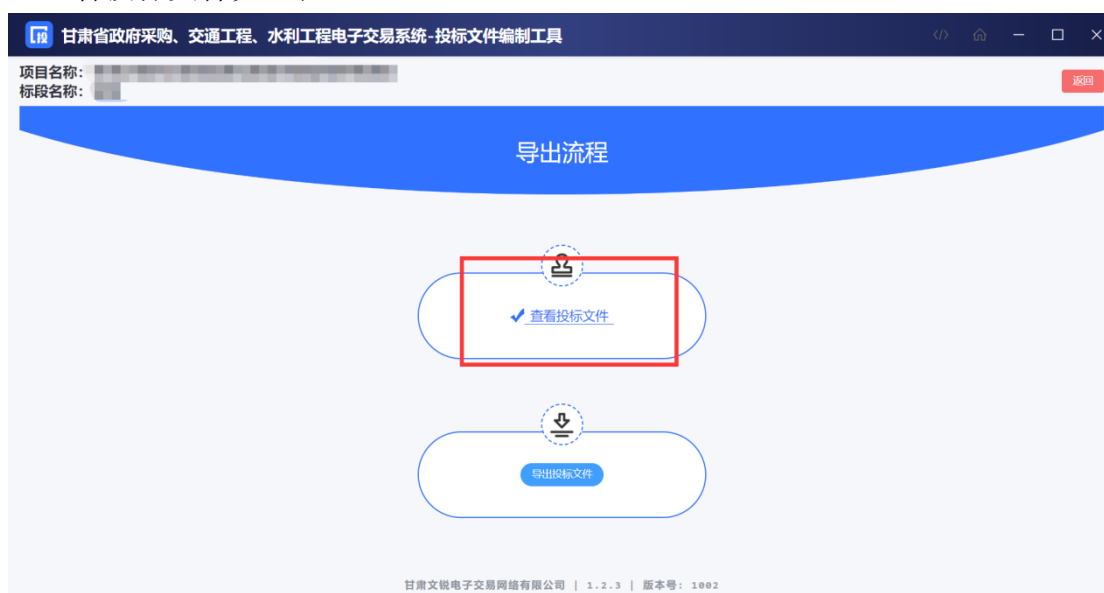 甘肃省政府采购、交通工程、水利工程电子交易系统-投标文件编制工具
项目名称:
返回
标段名称:
导出流程
查看投标文件
导出投标文件
甘肃文锐电子交易网络有限公司 | 1.2.3 | 版本号: 1002